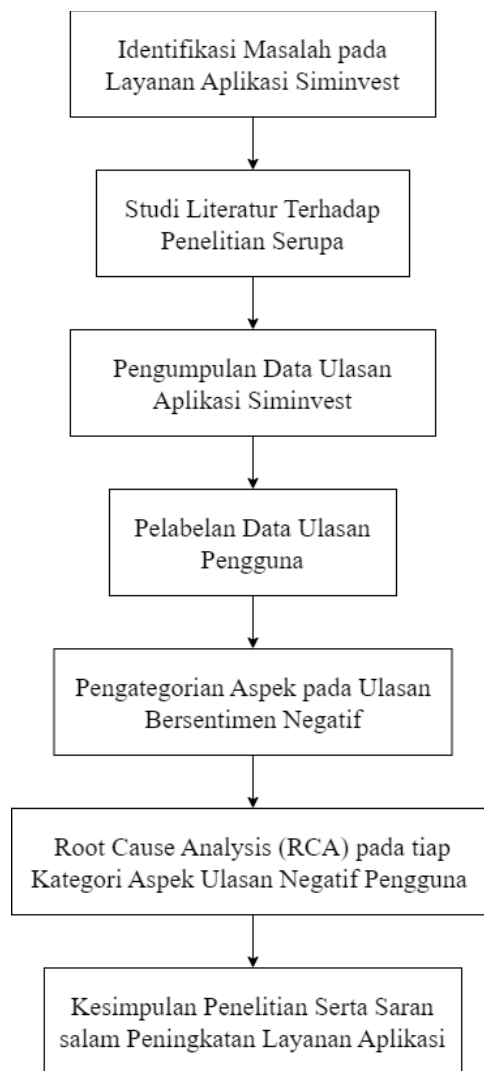 Identifikasi Masalah pada
Layanan Aplikasi Siminvest
Studi Literatur Terhadap
Penelitian Serupa
Pengumpulan Data Ulasan
Aplikasi Siminvest
Pelabelan Data Ulasan
Pengguna
Pengategorian Aspek pada Ulasan
Bersentimen Negatif
Root Cause Analysis (RCA) pada tiap
Kategori Aspek Ulasan Negatif Pengguna
Kesimpulan Penelitian Serta Saran
salam Peningkatan Layanan Aplikasi